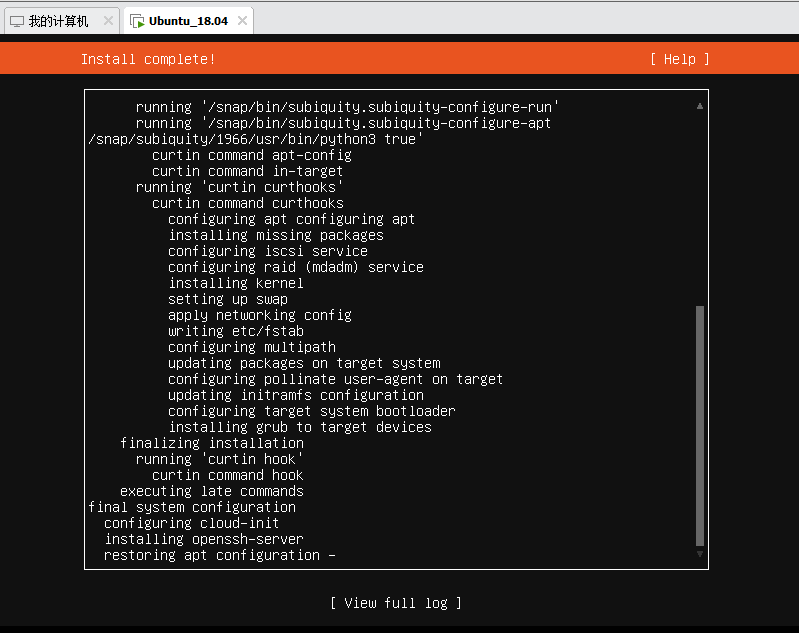 我的计算机
Ubuntu_18.04
Install complete!
[ Help ]
running '/snap/bin/subiquity.subiquity-configure-run'
running '/snap/bin/subiquity.subiquity-configure-apt
/snap/subiquity/1966/usr/bin/python3 true'
curtin command apt-config
curtin command in-target
running 'curtin curthooks'
curtin command curthooks
configuring apt configuring apt
installing missing packages
configuring iscsi service
configuring raid (mdadm) service
installing kernel
setting up swap
apply networking config
writing etc/fstab
configuring multipath
updating packages on target system
configuring pollinate user-agent on target
updating initramfs configuration
configuring target system bootloader
installing grub to target devices
finalizing installation
running 'curtin hook'
curtin command hook
executing late commands
final system configuration
configuring cloud-init
installing openssh-server
restoring apt configuration -
[ View full log ]